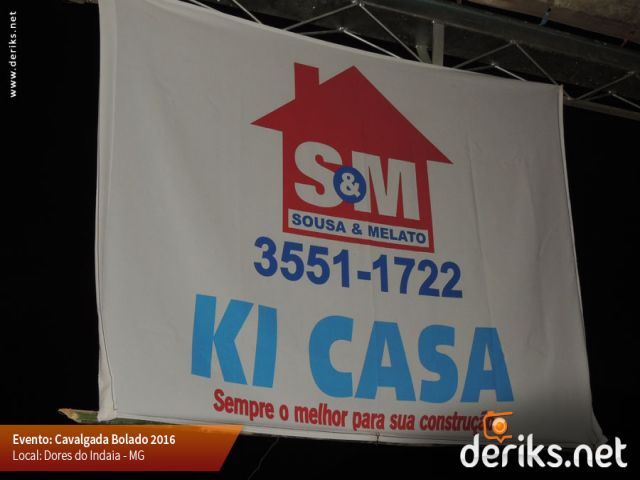 www.deriks.net
S&M
SOUSA & MELATO
3551-1722
KI CASA
Sempre o melhor para sua construção
Evento: Cavalgada Bolado 2016
Local: Dores do Indaia - MG
deriks.net